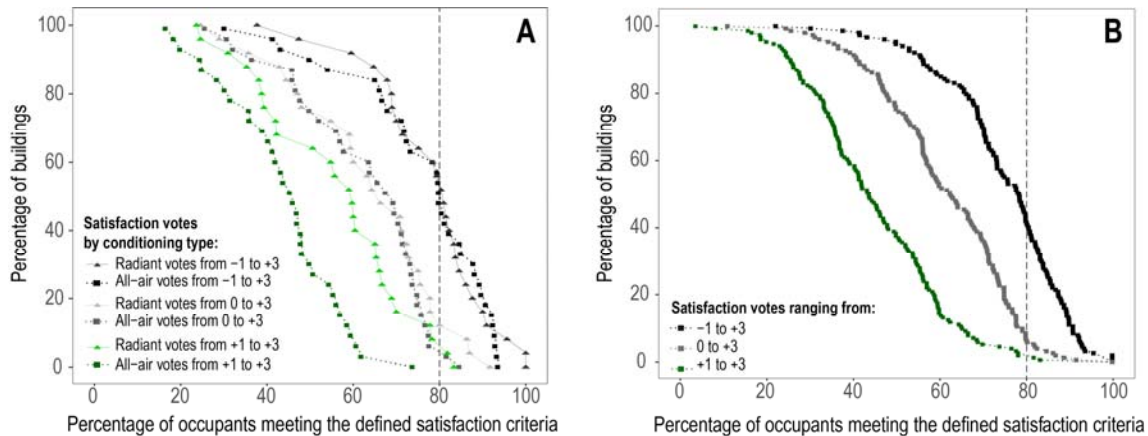 A
Percentage of buildings
100
80
60
40
20
0
Satisfaction votes
by conditioning type:
Radiant votes from −1 to +3
All−air votes from −1 to +3
Radiant votes from 0 to +3
All−air votes from 0 to +3
Radiant votes from +1 to +3
All−air votes from +1 to +3
0 20 40 60 80 100
Percentage of occupants meeting the defined satisfaction criteria
B
Percentage of buildings
100
80
60
40
20
0
Satisfaction votes ranging from:
−1 to +3
0 to +3
+1 to +3
0 20 40 60 80 100
Percentage of occupants meeting the defined satisfaction criteria